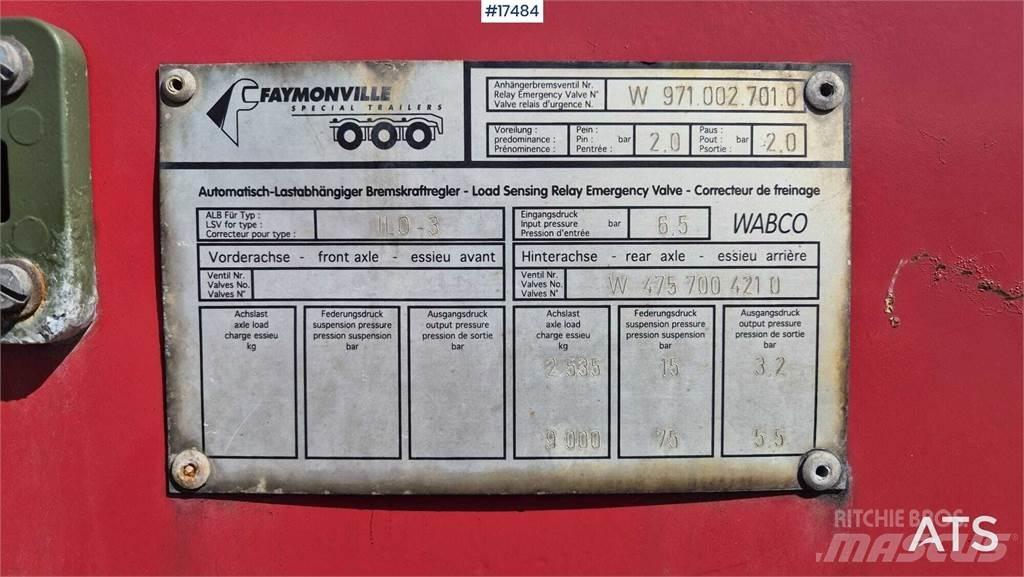 #17484
FAYMONVILLE
SPECIAL TRAILERS
Anhängerbremsventil Nr.
Relay Emergency Valve N°
Valve relais d'urgence N.
W 971.002.701.0
Voreilung :
predominance :
Prénominence :
Pein :
Pin : bar
Pentrée :
2.0
Paus :
Pout : bar
Psortie :
2.0
Automatisch-Lastabhängiger Bremskraftregler - Load Sensing Relay Emergency Valve - Correcteur de freinage
ALB Für Typ :
LSV for type :
Correcteur pour type :
ILO-3
Eingangsdruck
Input pressure bar
Pression d'entrée
6.5
WABCO
Vorderachse - front axle - essieu avant
Hinterachse - rear axle - essieu arrière
Ventil Nr.
Valves No.
Valves N°
Ventil Nr.
Valves No.
Valves N°
W 475 700 421 0
Achslast
axle load
charge essieu
kg
Federungsdruck
suspension pressure
pression suspension
bar
Ausgangsdruck
output pressure
pression de sortie
bar
Achslast
axle load
charge essieu
kg
Federungsdruck
suspension pressure
pression suspension
bar
Ausgangsdruck
output pressure
pression de sortie
bar
2 535 15 3.2
9 000 75 5.5
RITCHIE BROS.
MASCUS
ATS